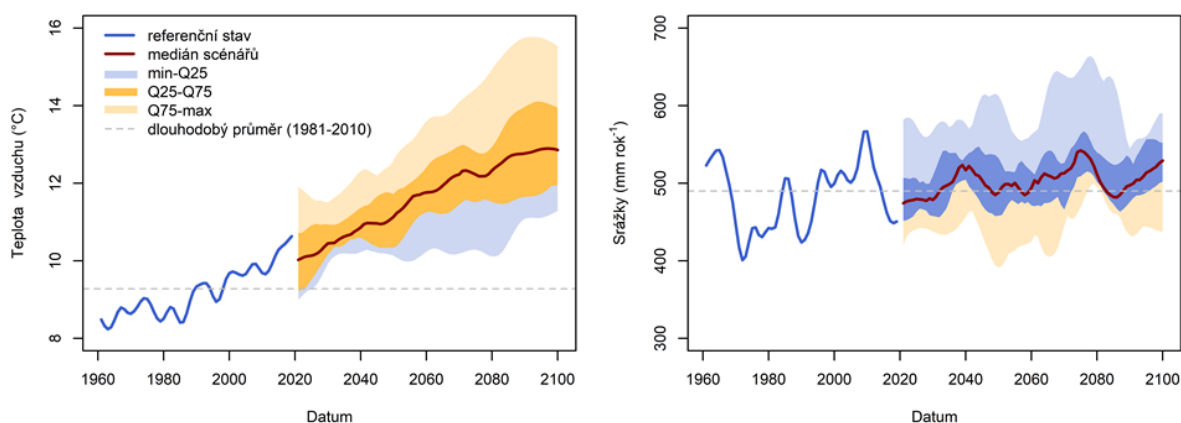 16
14
12
10
8
Teplota vzduchu (°C)
referenční stav
medián scénářů
min-Q25
Q25-Q75
Q75-max
dlouhodobý průměr (1981-2010)
1960 1980 2000 2020 2040 2060 2080 2100
Datum
700
600
500
400
300
Srážky (mm rok⁻¹)
1960 1980 2000 2020 2040 2060 2080 2100
Datum